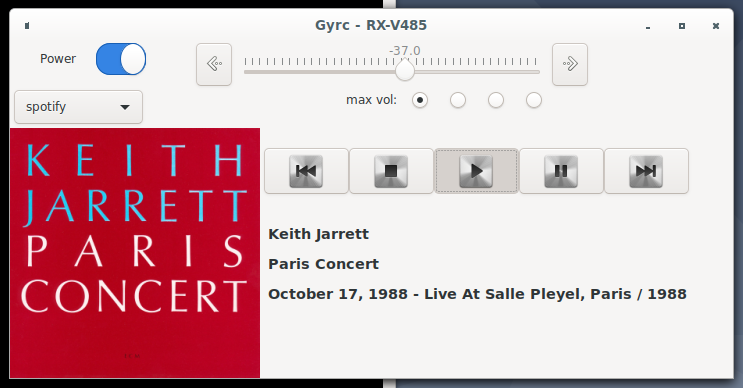 Gyrc - RX-V485
Power
-37.0
max vol:
spotify
KEITH
JARRETT
PARIS
CONCERT
Keith Jarrett
Paris Concert
October 17, 1988 - Live At Salle Pleyel, Paris / 1988